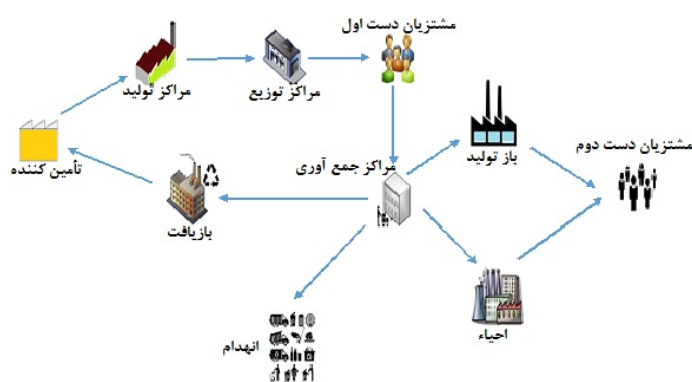 مشتریان دست اول
مراکز تولید
مراکز توزیع
مشتزیان دست دوم
باز تولید
مراکز جمع آوری
تأمین کننده
بازیافت
احیاء
انهدام